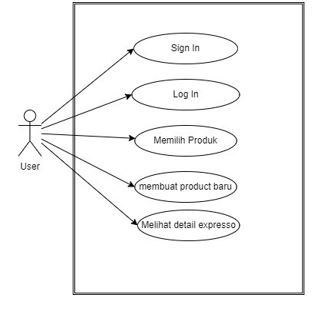 Sign In
Log In
Memilih Produk
User
membuat product baru
Melihat detail expresso